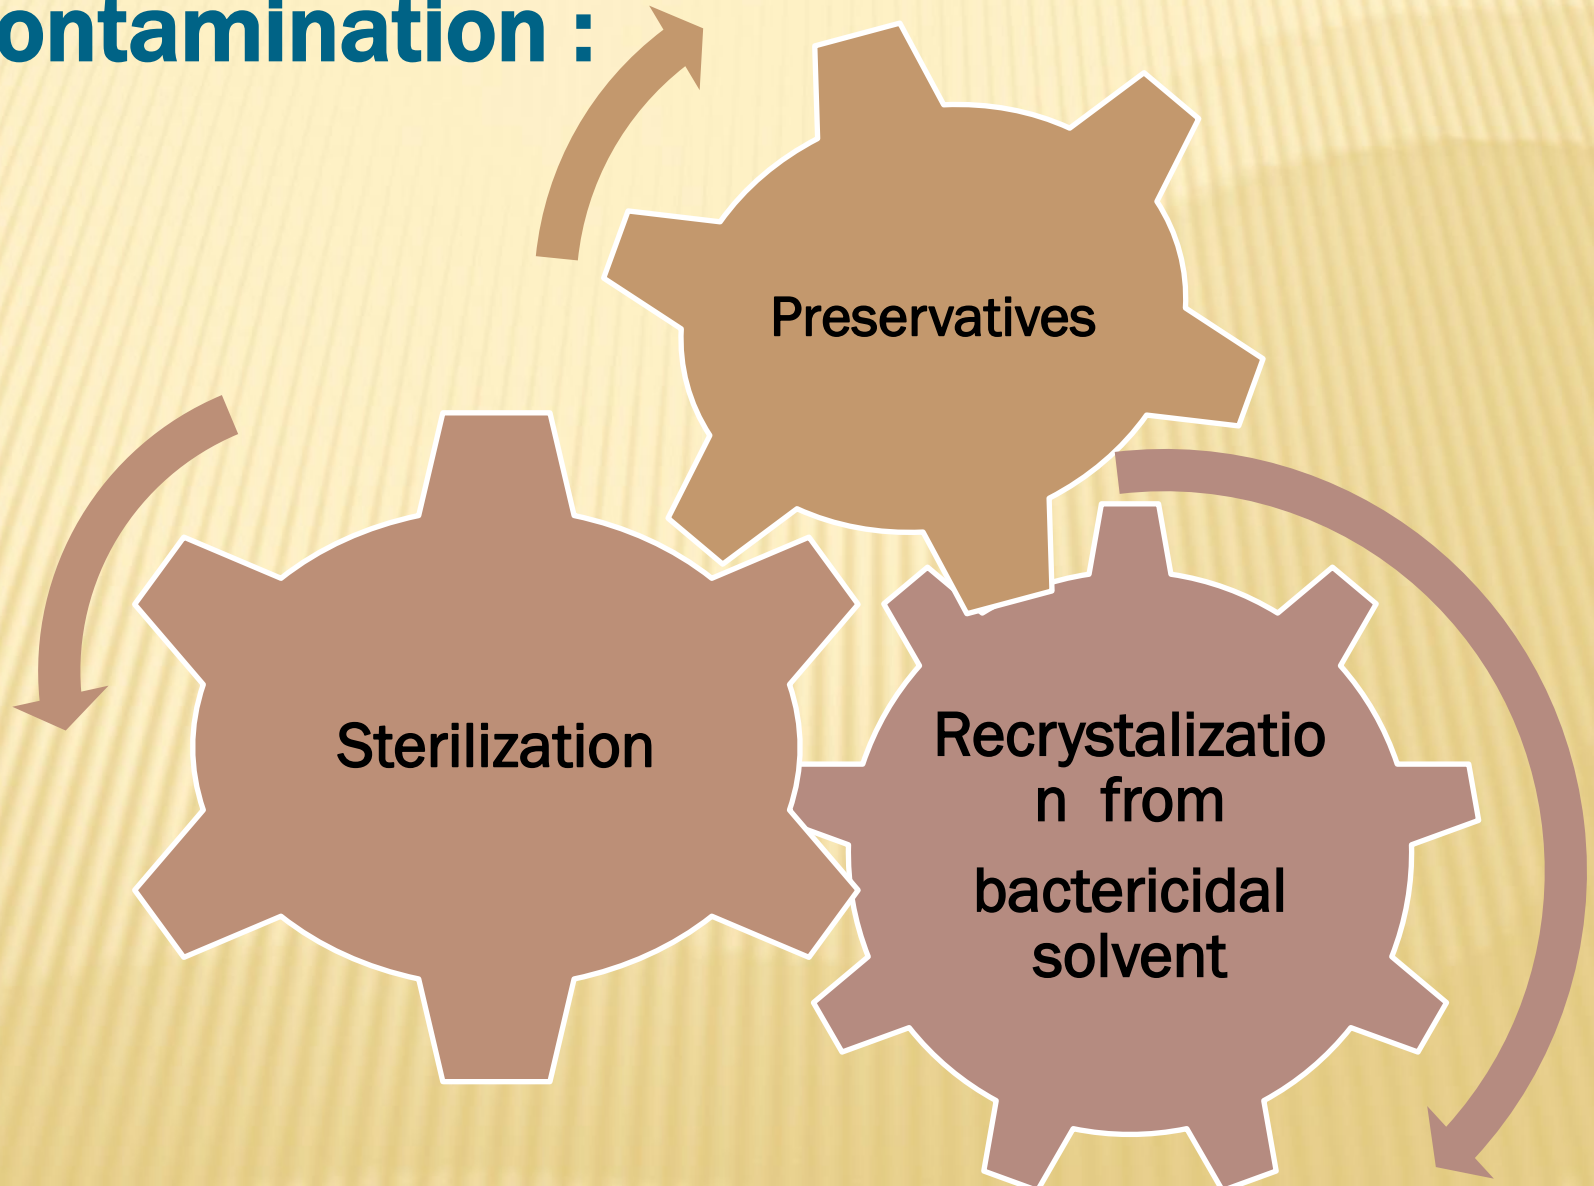 ontamination :
Preservatives
Sterilization
Recrystalizatio
n from
bactericidal
solvent